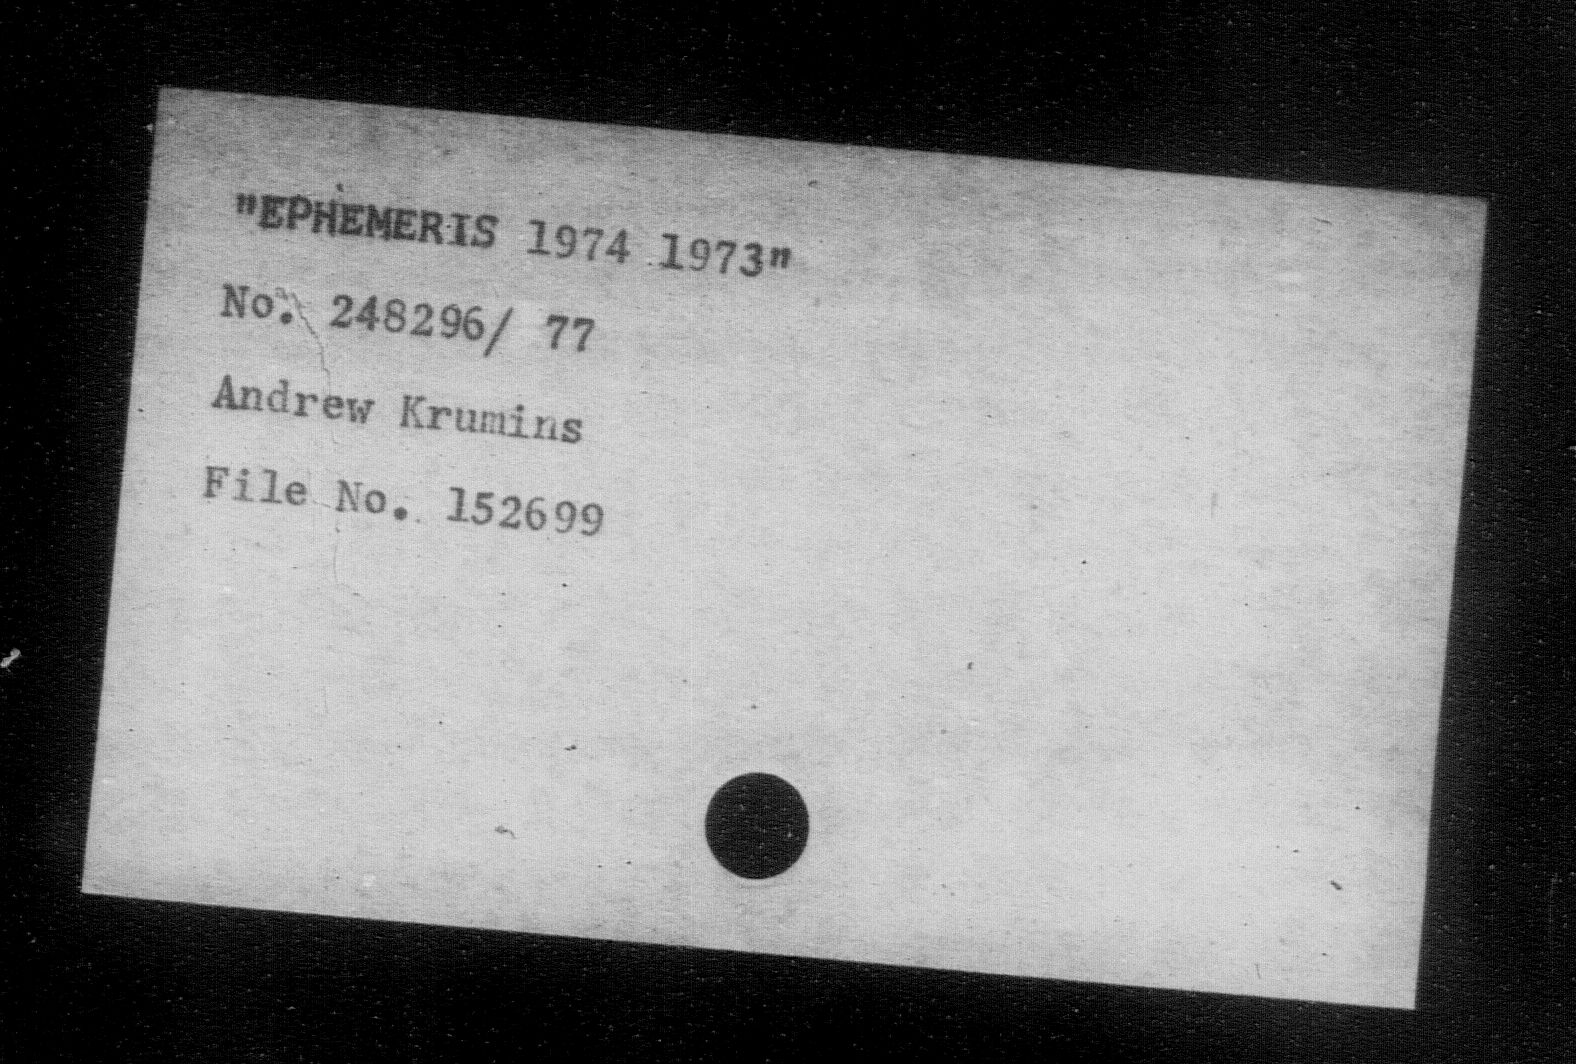 "EPHEMERIS 1974 1973"
No. 248296/ 77
Andrew Krumins
File No. 152699